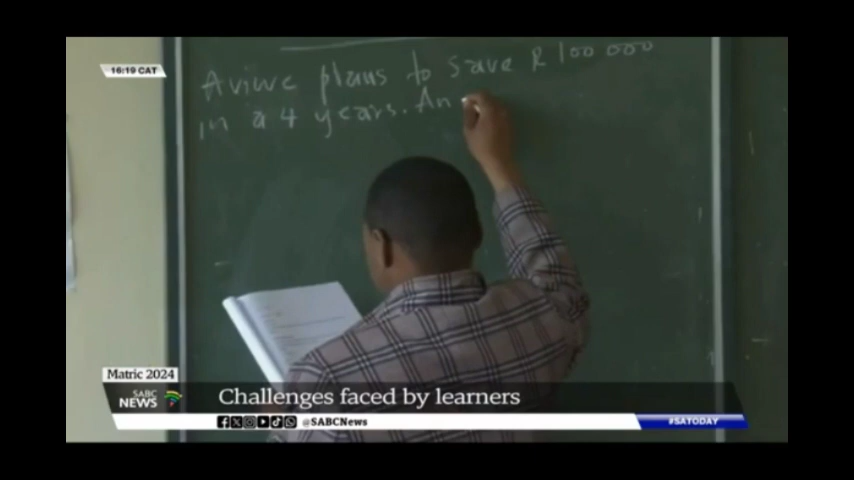 16:19 CAT
Aviwe plans to save R100 000
in a 4 years. An
Matric 2024
SABC
NEWS
Challenges faced by learners
@SABCNews
#SATODAY